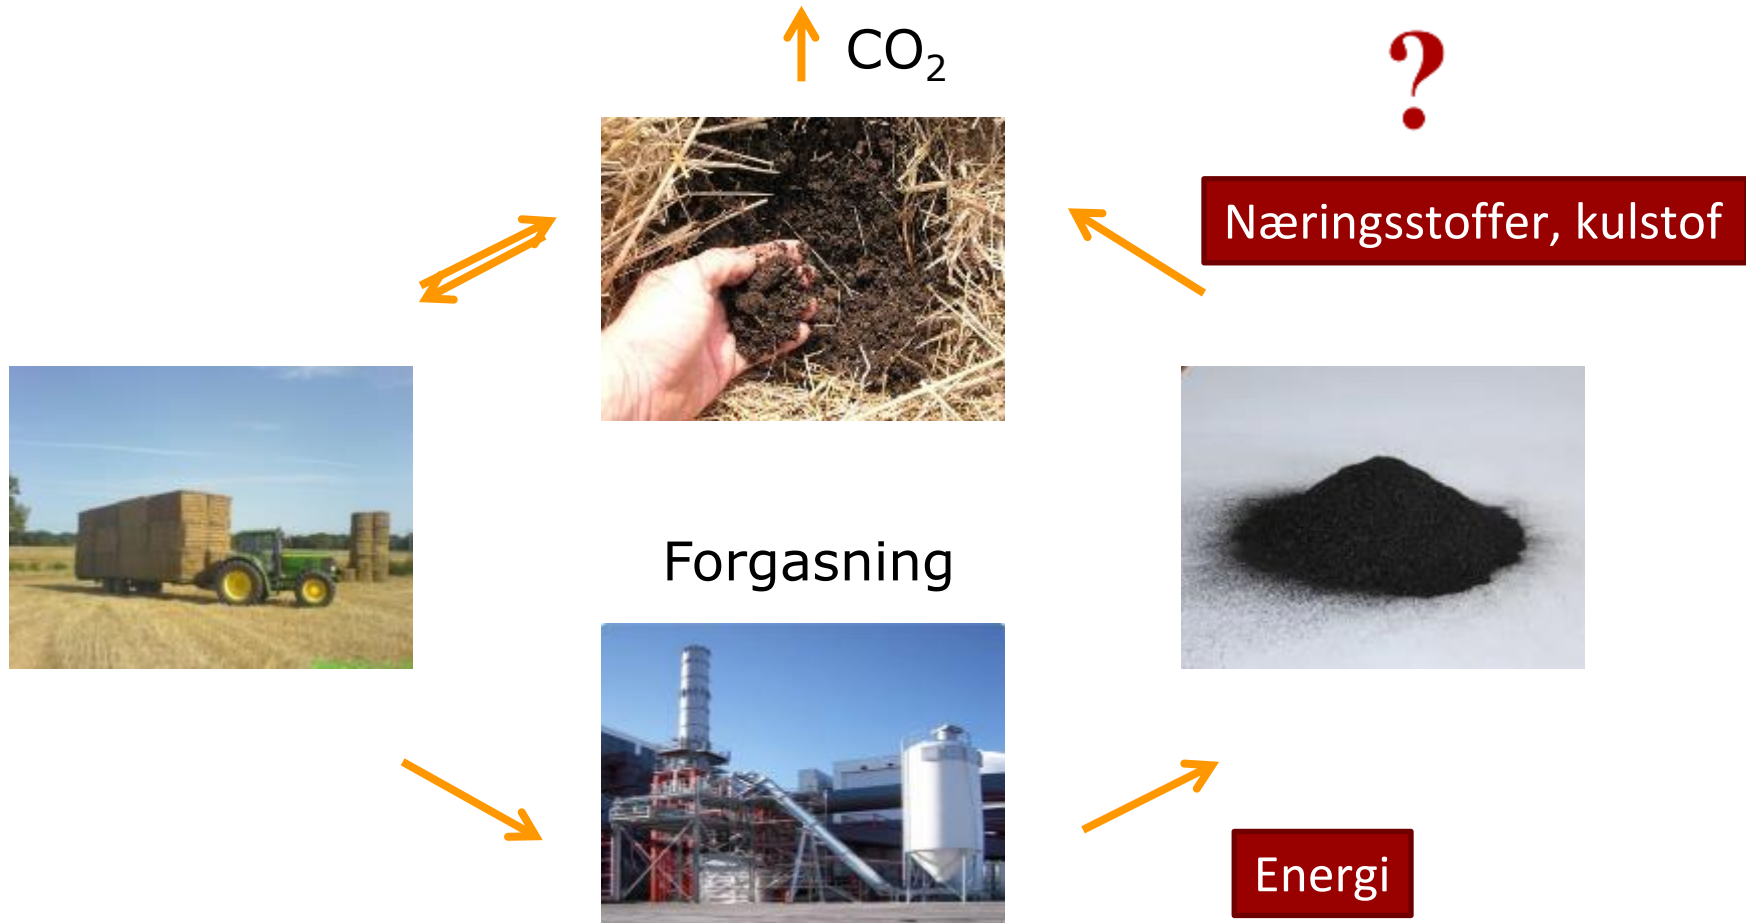 CO₂
?
Næringsstoffer, kulstof
Forgasning
Energi